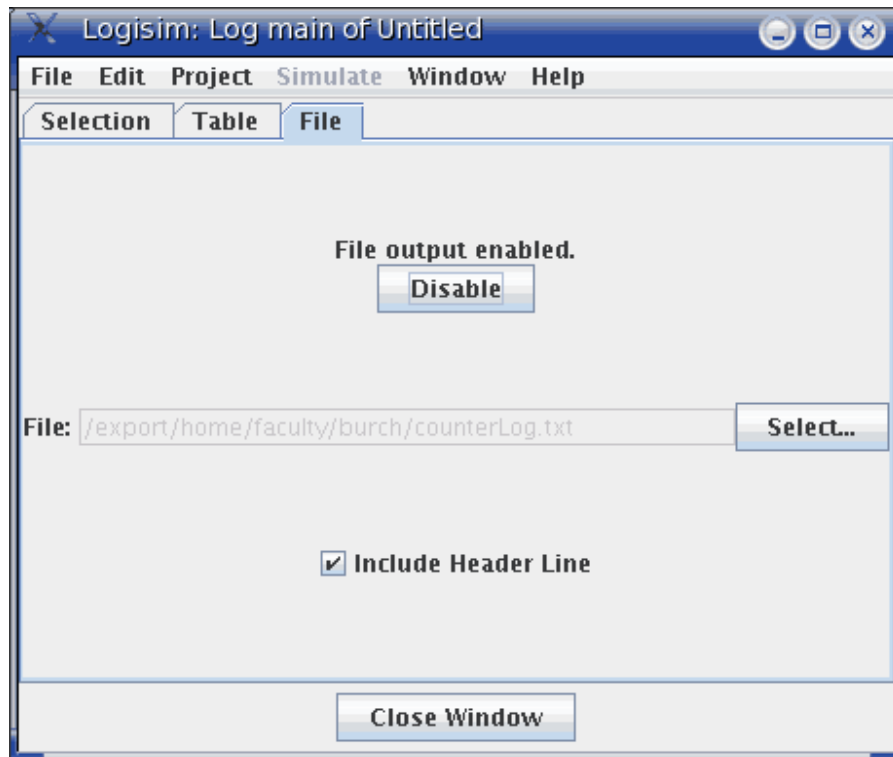 Logisim: Log main of Untitled
File Edit Project Simulate Window Help
Selection Table File
File output enabled.
Disable
File: /export/home/faculty/burch/counterLog.txt Select...
Include Header Line
Close Window